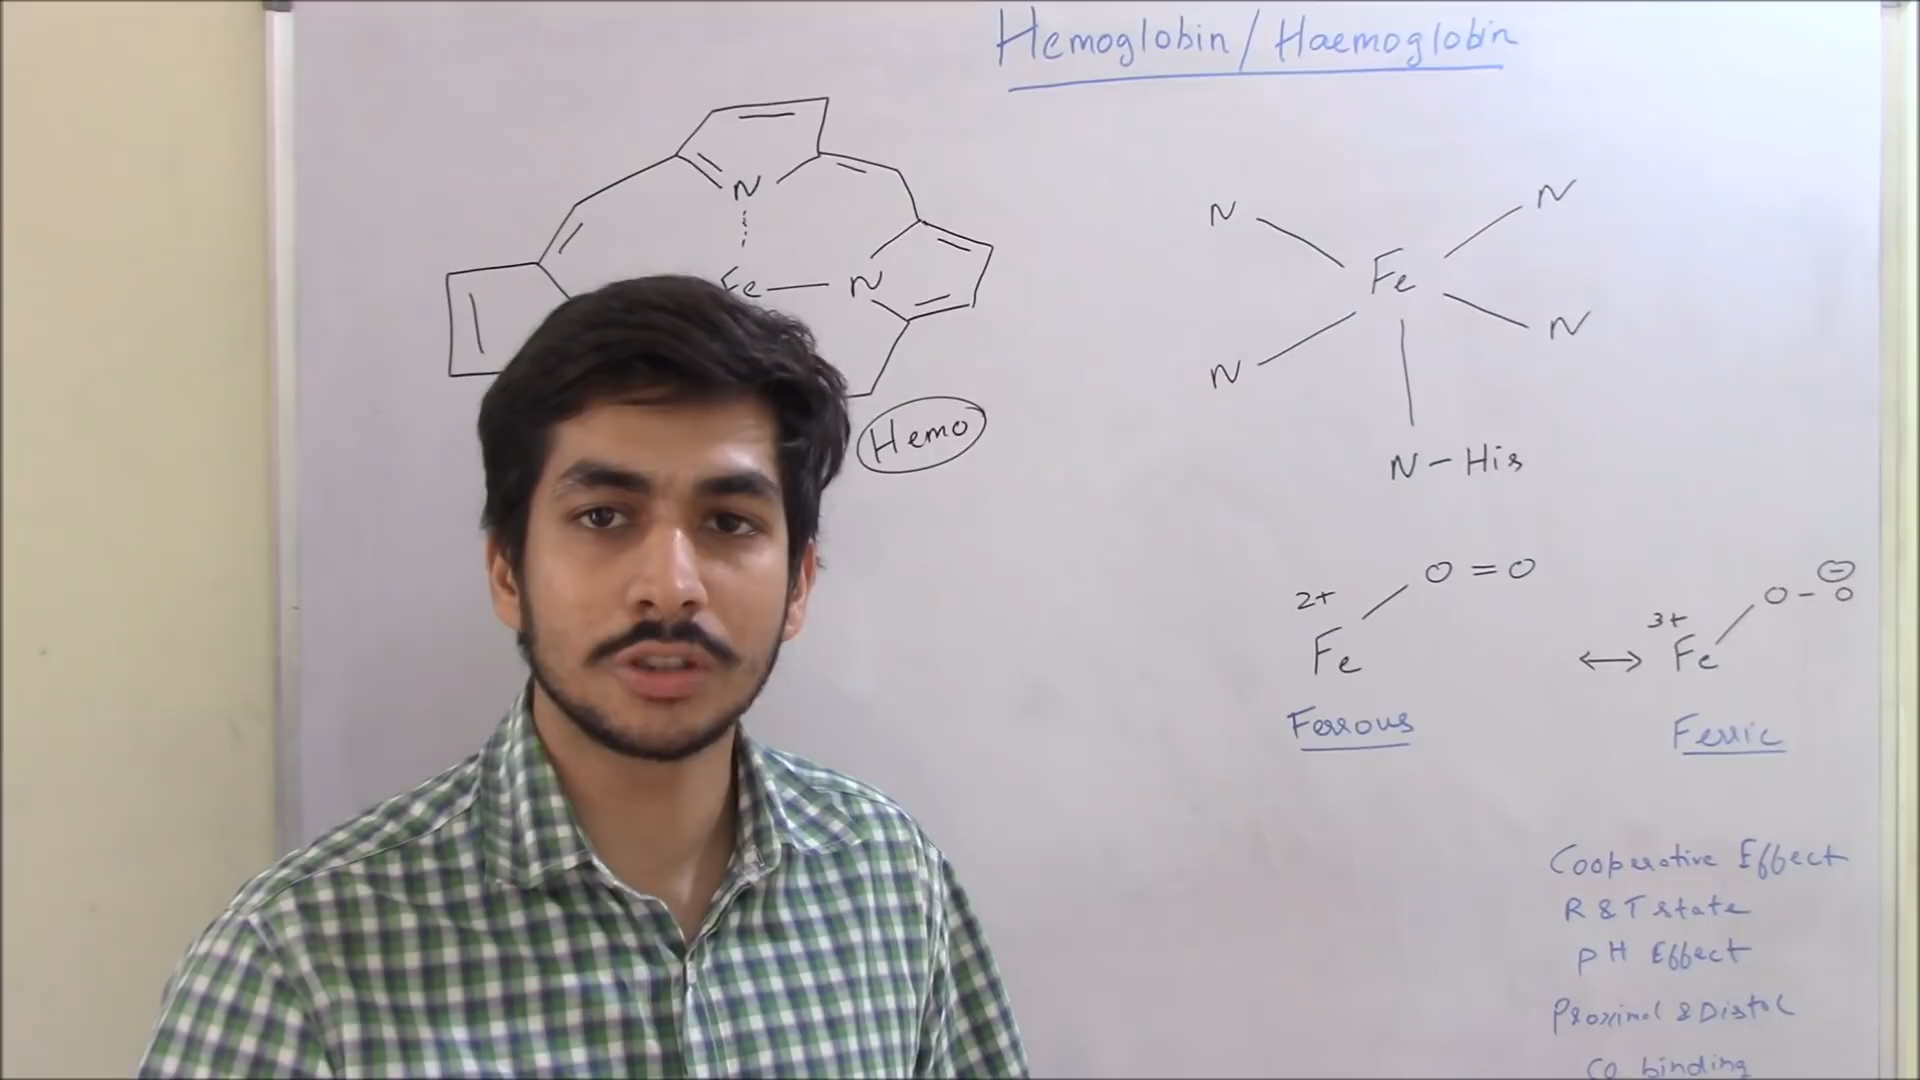 Hemoglobin / Haemoglobin
N
Fe — N
Hemo
N N
Fe
N N
N - His
2+
Fe O = O
Ferrous
↔
3+
Fe O - O ⊖
Ferric
Cooperative Effect
R & T state
pH Effect
Proximal & Distal
CO binding